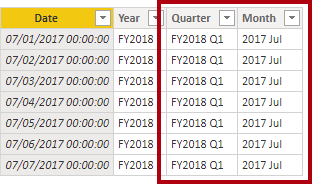 Date Year Quarter Month
07/01/2017 00:00:00 FY2018 FY2018 Q1 2017 Jul
07/02/2017 00:00:00 FY2018 FY2018 Q1 2017 Jul
07/03/2017 00:00:00 FY2018 FY2018 Q1 2017 Jul
07/04/2017 00:00:00 FY2018 FY2018 Q1 2017 Jul
07/05/2017 00:00:00 FY2018 FY2018 Q1 2017 Jul
07/06/2017 00:00:00 FY2018 FY2018 Q1 2017 Jul
07/07/2017 00:00:00 FY2018 FY2018 Q1 2017 Jul